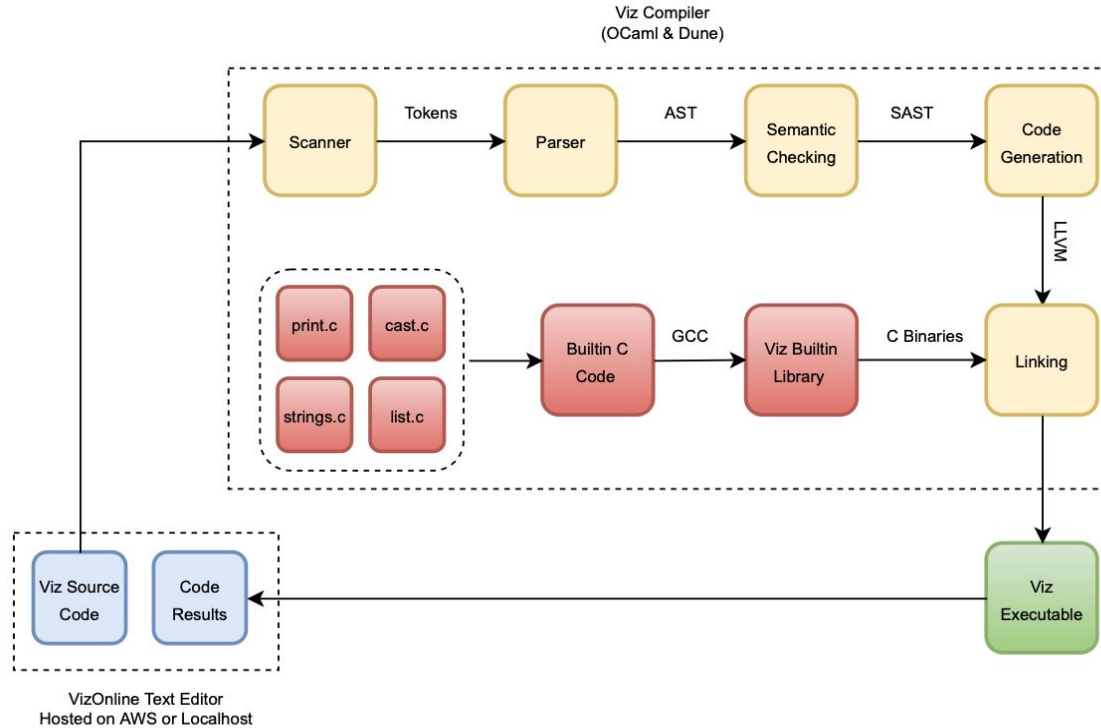 Viz Compiler
(OCaml & Dune)
Scanner
Tokens
Parser
AST
Semantic
Checking
SAST
Code
Generation
LLVM
print.c
cast.c
strings.c
list.c
Builtin C
Code
GCC
Viz Builtin
Library
C Binaries
Linking
Viz Source
Code
Code
Results
Viz
Executable
VizOnline Text Editor
Hosted on AWS or Localhost